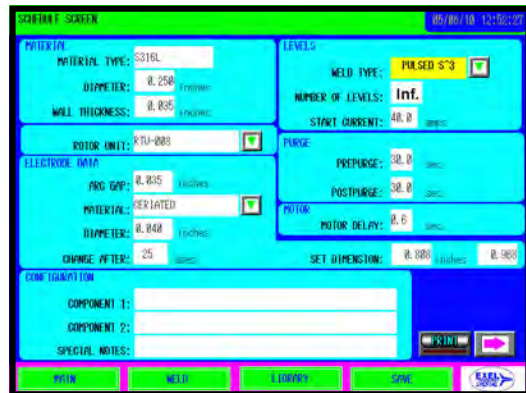 SCHEDULE SCREEN
05/06/10 12:52:27
MATERIAL
MATERIAL TYPE: S316L
DIAMETER: 0.250 inches
WALL THICKNESS: 0.035 inches
ROTOR UNIT: RTU-008
ELECTRODE DATA
ARC GAP: 0.035 inches
MATERIAL: CERIATED
DIAMETER: 0.040 inches
CHANGE AFTER: 25
CONFIGURATION
COMPONENT 1:
COMPONENT 2:
SPECIAL NOTES:
LEVELS
WELD TYPE: PULSED S^3
NUMBER OF LEVELS: Inf.
START CURRENT: 40.0 amps
PURGE
PREPURGE: 30.0 sec.
POSTPURGE: 30.0 sec.
MOTOR
MOTOR DELAY: 0.6 sec.
SET DIMENSION: 0.808 inches 0.968
PRINT
MAIN
WELD
LIBRARY
SAVE